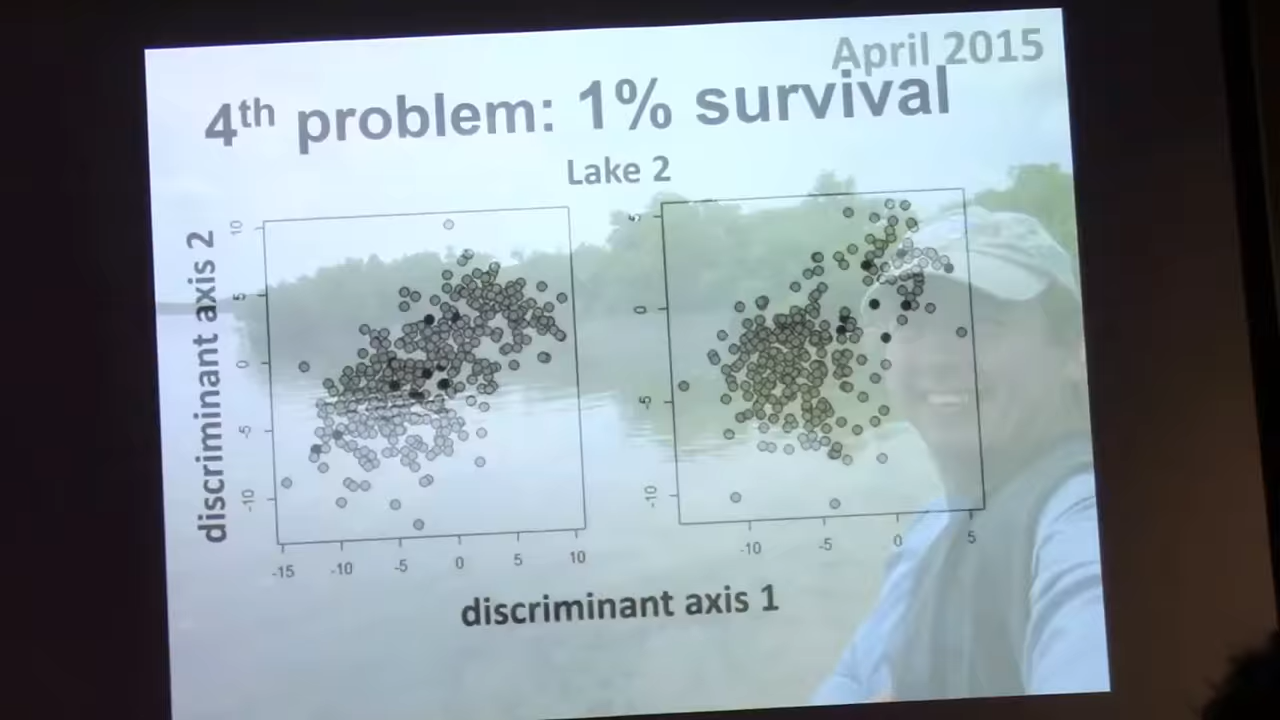 April 2015
4th problem: 1% survival
Lake 2
discriminant axis 2
10
5
0
-5
-10
-15 -10 -5 0 5 10
5
0
-5
-10
-10 -5 0 5
discriminant axis 1